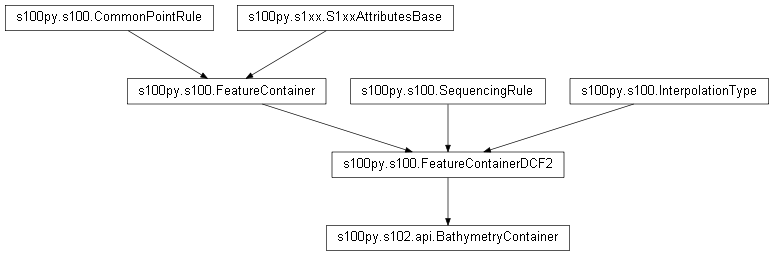 s100py.s100.CommonPointRule
s100py.s1xx.S1xxAttributesBase
s100py.s100.FeatureContainer
s100py.s100.SequencingRule
s100py.s100.InterpolationType
s100py.s100.FeatureContainerDCF2
s100py.s102.api.BathymetryContainer